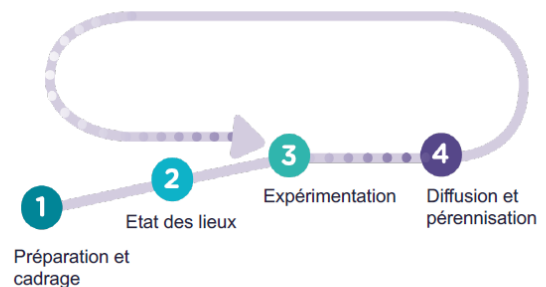 1
Préparation et
cadrage
2
Etat des lieux
3
Expérimentation
4
Diffusion et
pérennisation